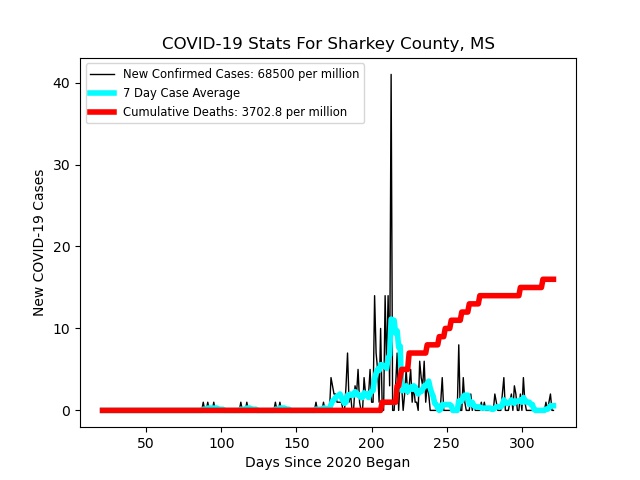 COVID-19 Stats For Sharkey County, MS
New Confirmed Cases: 68500 per million
7 Day Case Average
Cumulative Deaths: 3702.8 per million
40
30
20
10
0
New COVID-19 Cases
50 100 150 200 250 300
Days Since 2020 Began